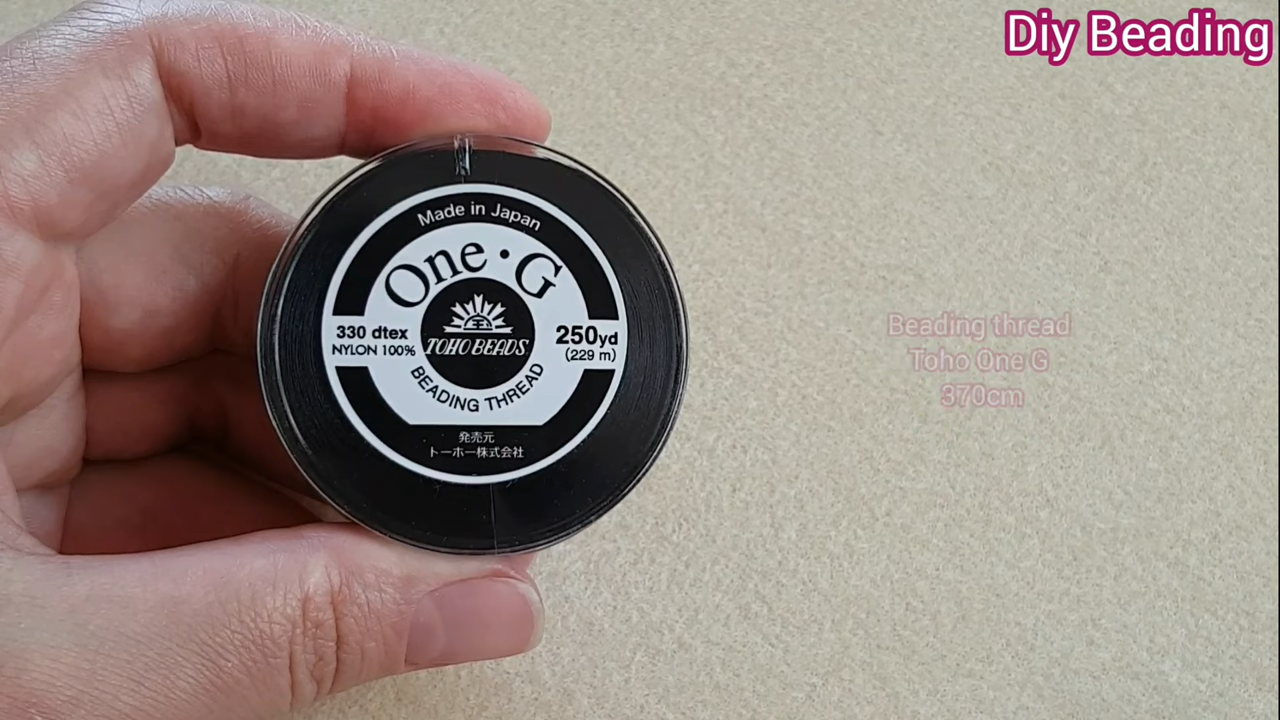 Diy Beading
Made in Japan
One·G
330 dtex
NYLON 100%
TOHO BEADS
250yd
(229 m)
BEADING THREAD
発売元
トーホー株式会社
Beading thread
Toho One G
370cm